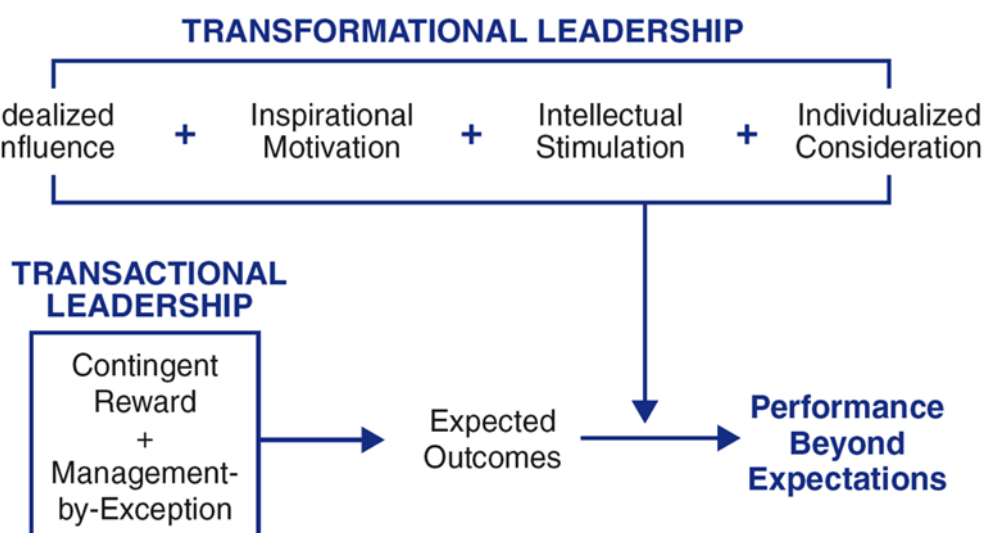 TRANSFORMATIONAL LEADERSHIP
dealized
nfluence
+
Inspirational
Motivation
+
Intellectual
Stimulation
+
Individualized
Consideration
TRANSACTIONAL
LEADERSHIP
Contingent
Reward
+
Management-
by-Exception
Expected
Outcomes
Performance
Beyond
Expectations